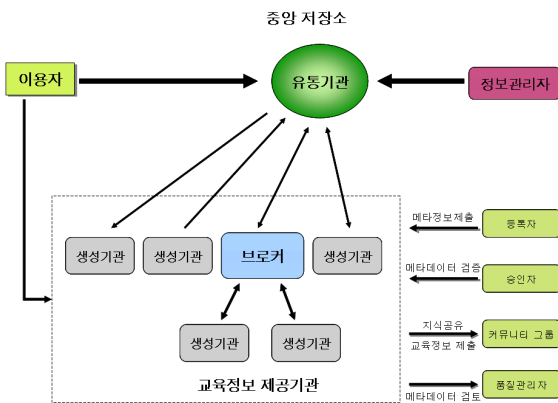 중앙 저장소
이용자
유통기관
정보관리자
메타정보제출
등록자
생성기관
생성기관
브로커
생성기관
메타데이터 검증
승인자
지식공유
교육정보 제출
커뮤니티 그룹
생성기관
생성기관
교육정보 제공기관
메타데이터 검토
품질관리자